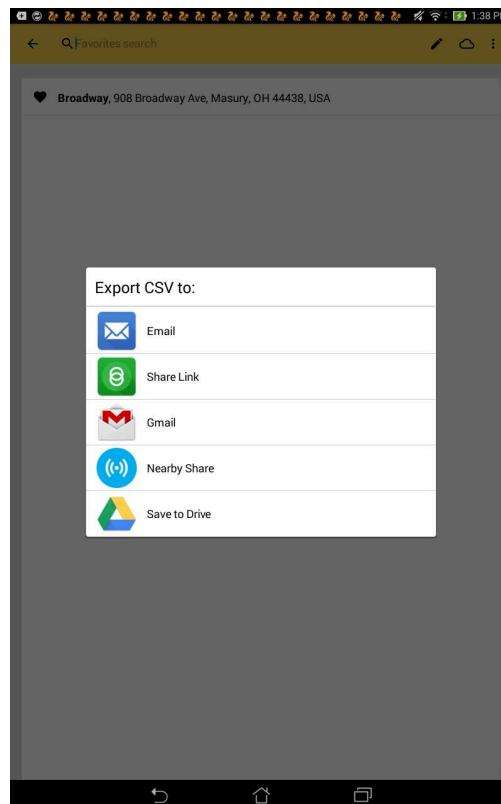 1:38 P
Favorites search
Broadway, 908 Broadway Ave, Masury, OH 44438, USA
Export CSV to:
Email
Share Link
Gmail
Nearby Share
Save to Drive